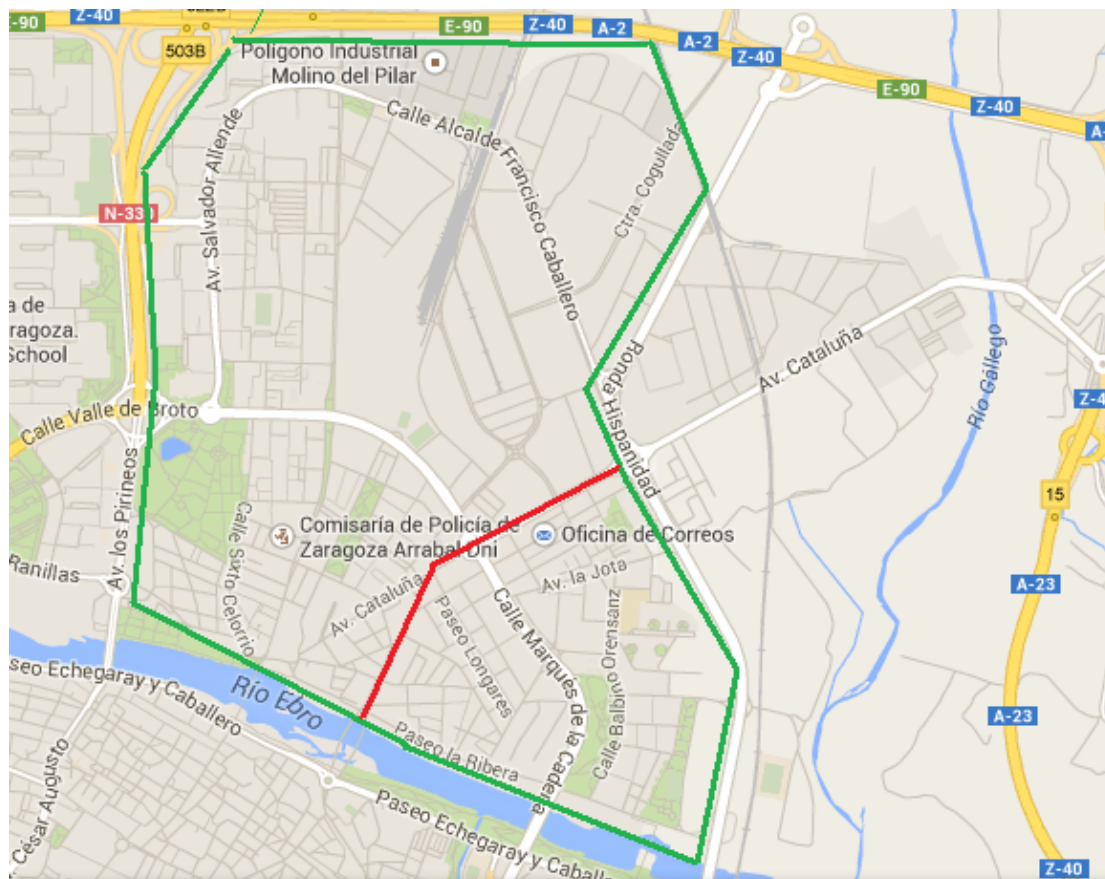 -90
Z-40
E-90
Z-40
A-2
A-2
Z-40
E-90
Z-40
A-
503B
Polígono Industrial
Molino del Pilar
Calle Alcalde Francisco Caballero
Av. Salvador Allende
Ctra. Cogullada
N-330
a de
ragoza.
School
Ronda Hispanidad
Av. Cataluña
Río Gállego
Z-4
Calle Valle de Broto
Av. los Pirineos
Calle Sixto Celorrio
Comisaría de Policía de
Zaragoza Arrabal Dni
Oficina de Correos
15
Ranillas
Av. Cataluña
Av. la Jota
A-23
Paseo Longares
Calle Marqués de la Cadena
Calle Balbino Orensanz
seo Echegaray y Caballero
Río Ebro
Paseo la Ribera
A-23
César Augusto
Paseo Echegaray y Caballero
Z-40